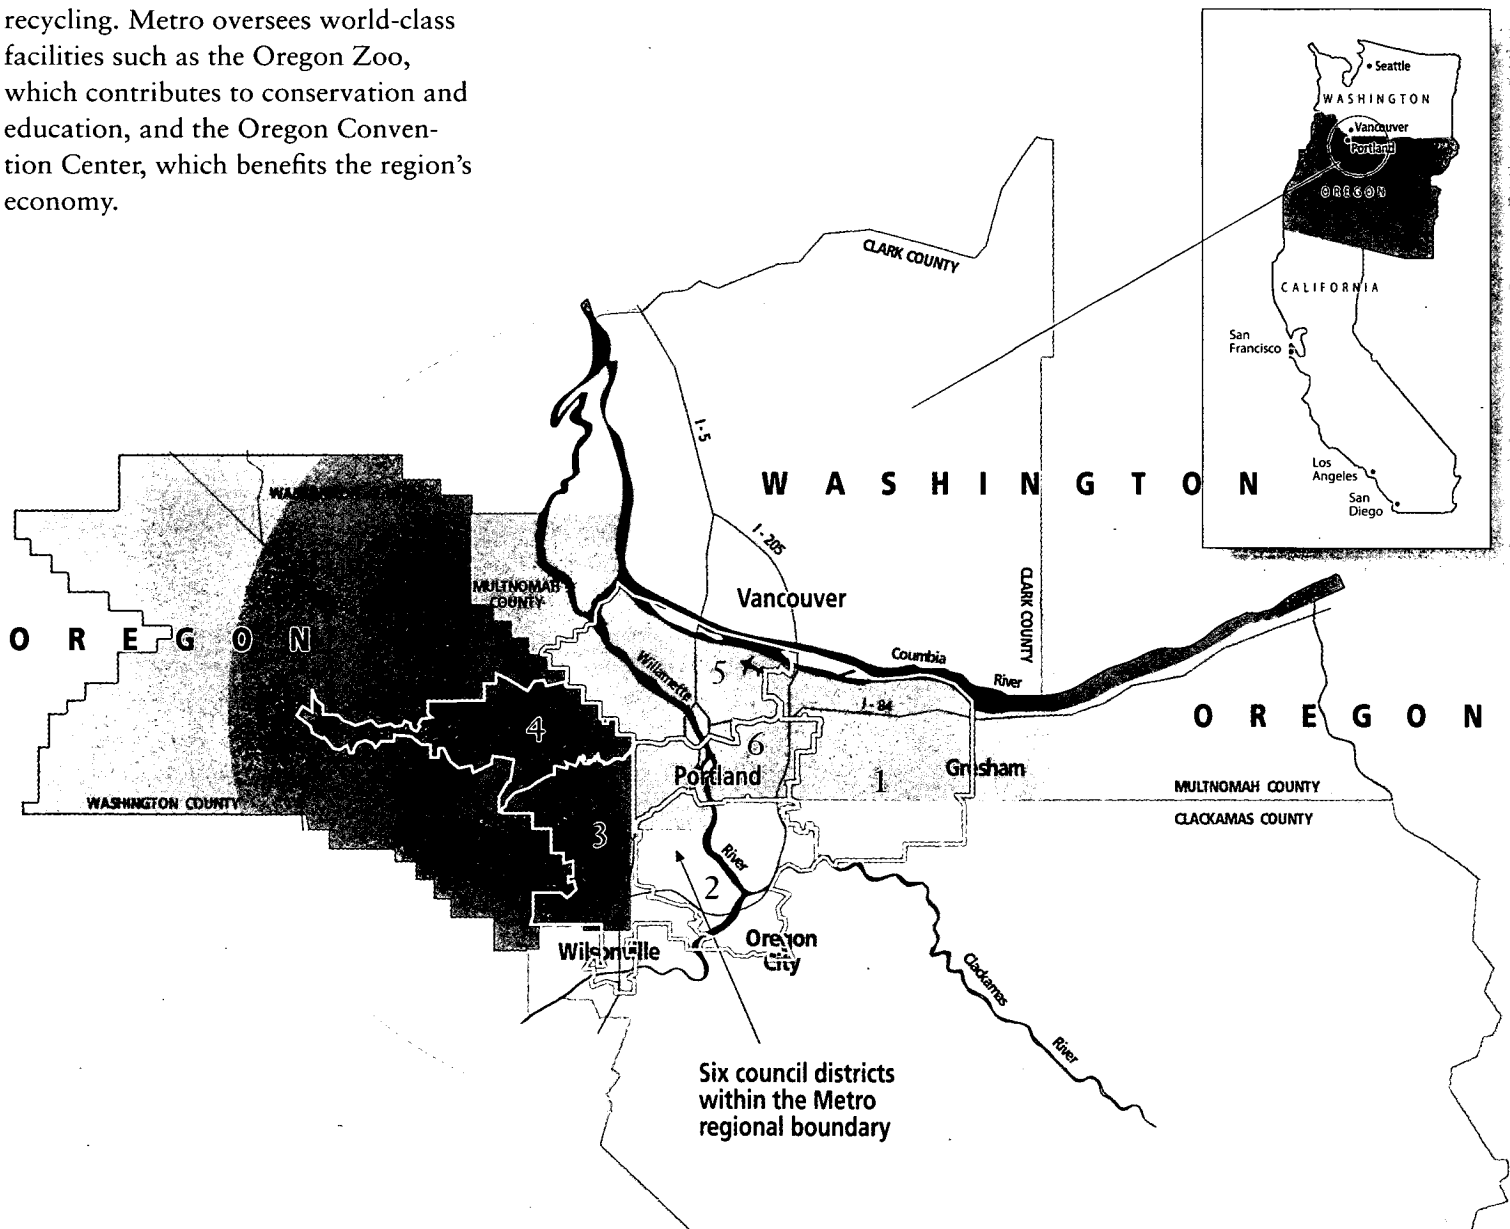 recycling. Metro oversees world-class
facilities such as the Oregon Zoo,
which contributes to conservation and
education, and the Oregon Conven-
tion Center, which benefits the region's
economy.
Seattle
WASHINGTON
Vancouver
Portland
OREGON
CALIFORNIA
San
Francisco
Los
Angeles
San
Diego
CLARK COUNTY
I-5
WASHINGTON
I-205
CLARK COUNTY
MULTNOMAH
COUNTY
Vancouver
OREGON
Willamette
5
Coumbia
River
I-84
OREGON
4
6
Portland
1
Gresham
MULTNOMAH COUNTY
WASHINGTON COUNTY
CLACKAMAS COUNTY
3
River
2
Wilsonville
Oregon
City
Clackamas
River
Six council districts
within the Metro
regional boundary